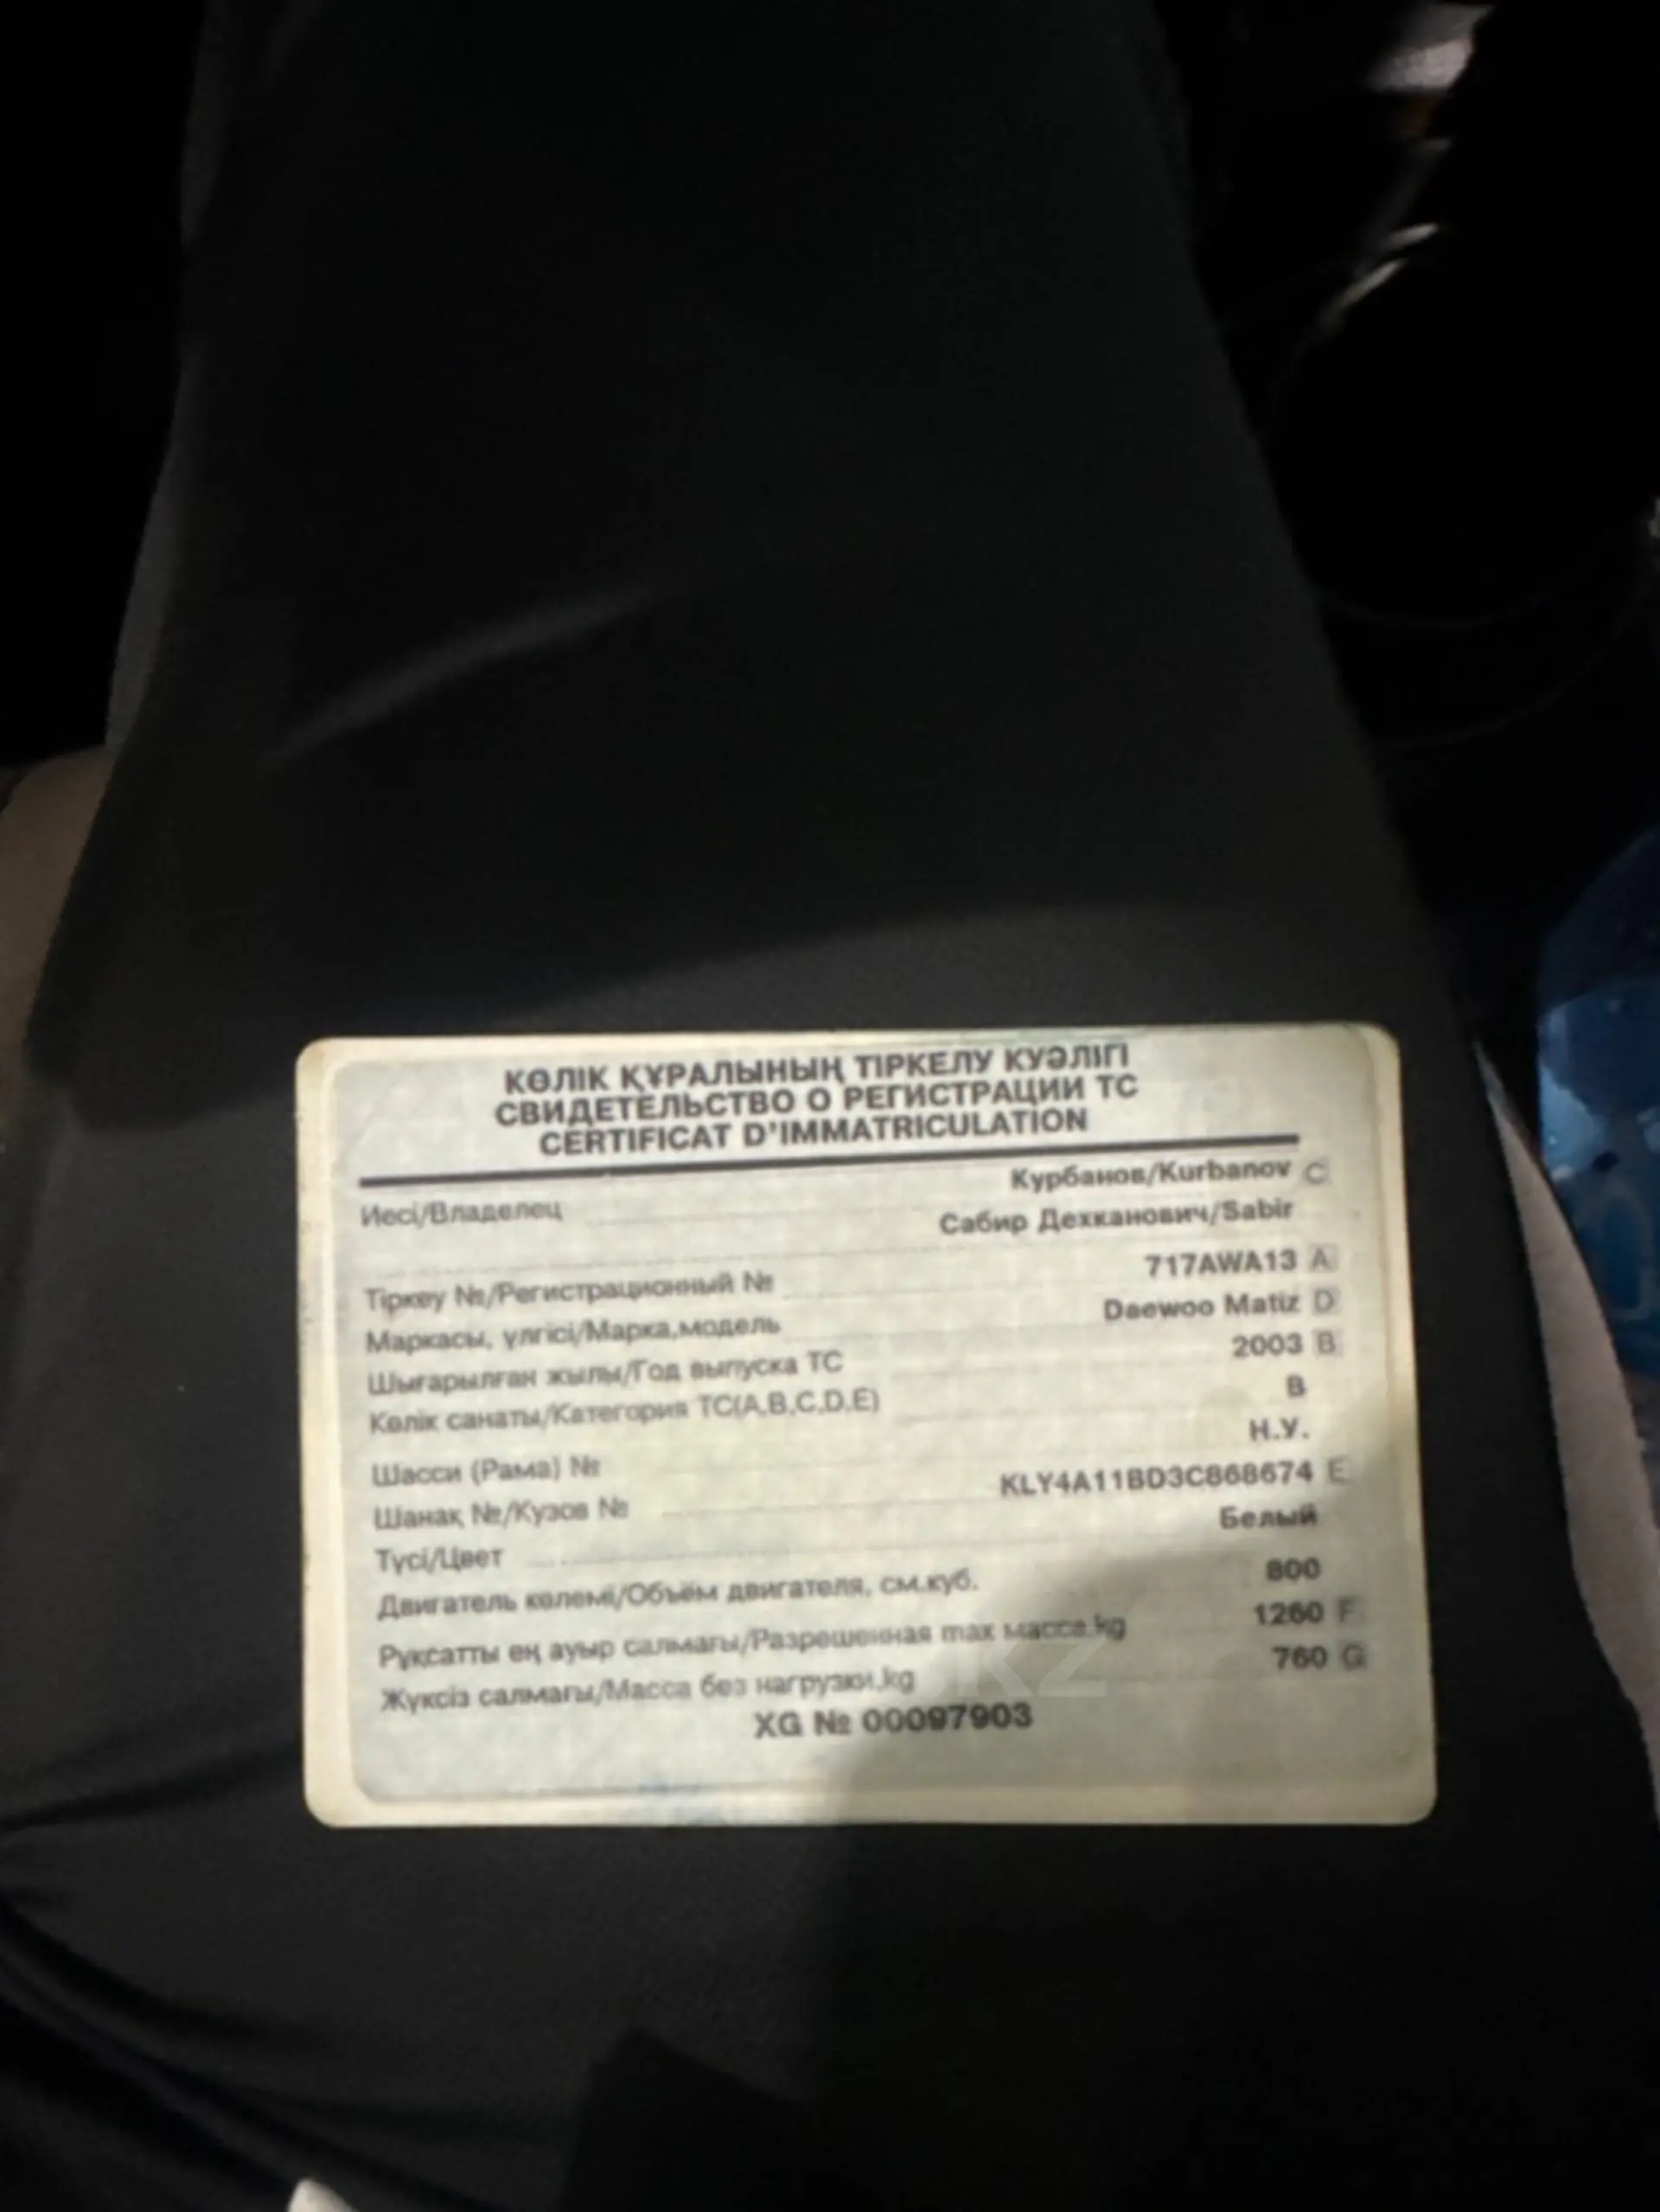 КӨЛІК ҚҰРАЛЫНЫҢ ТІРКЕЛУ КУӘЛІГІ
СВИДЕТЕЛЬСТВО О РЕГИСТРАЦИИ ТС
CERTIFICAT D'IMMATRICULATION
Иесі/Владелец Курбанов/Kurbanov C
Сабир Дехканович/Sabir
Тіркеу №/Регистрационный № 717AWA13 A
Маркасы, үлгісі/Марка,модель Daewoo Matiz D
Шығарылған жылы/Год выпуска ТС 2003 B
Көлік санаты/Категория ТС(A,B,C,D,E) B
Шасси (Рама) № Н.У.
Шанақ №/Кузов № KLY4A11BD3C868674 E
Түсі/Цвет Белый
Двигатель көлемі/Объём двигателя, см.куб. 800
Рұқсатты ең ауыр салмағы/Разрешенная max масса,kg 1260 F
Жүксіз салмағы/Масса без нагрузки,kg 760 G
XG № 00097903